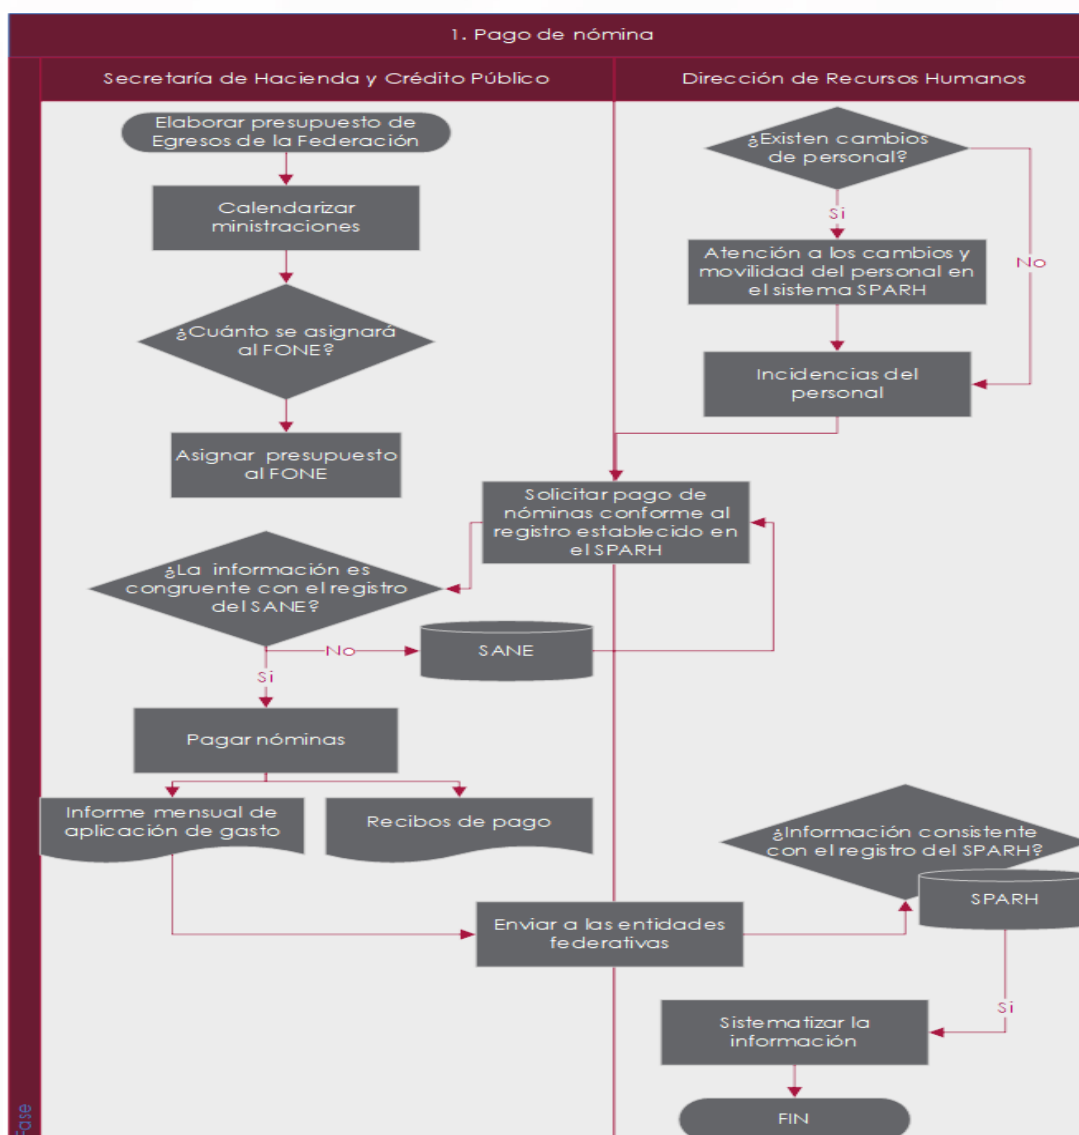 1. Pago de nómina
Secretaría de Hacienda y Crédito Público
Dirección de Recursos Humanos
Elaborar presupuesto de
Egresos de la Federación
Calendarizar
ministraciones
¿Cuánto se asignará
al FONE?
Asignar presupuesto
al FONE
¿Existen cambios
de personal?
Sí
No
Atención a los cambios y
movilidad del personal en
el sistema SPARH
Incidencias del
personal
Solicitar pago de
nóminas conforme al
registro establecido en
el SPARH
¿La información es
congruente con el registro
del SANE?
No
SANE
Sí
Pagar nóminas
Informe mensual de
aplicación de gasto
Recibos de pago
Enviar a las entidades
federativas
¿Información consistente
con el registro del SPARH?
SPARH
Sí
Sistematizar la
información
FIN
Fase